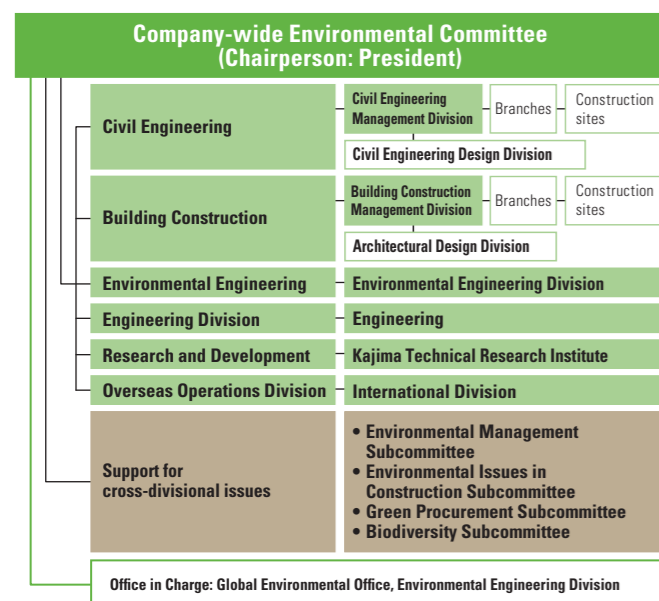 Company-wide Environmental Committee
(Chairperson: President)
Civil Engineering
Civil Engineering
Management Division
Branches
Construction
sites
Civil Engineering Design Division
Building Construction
Building Construction
Management Division
Branches
Construction
sites
Architectural Design Division
Environmental Engineering
Environmental Engineering Division
Engineering Division
Engineering
Research and Development
Kajima Technical Research Institute
Overseas Operations Division
International Division
Support for
cross-divisional issues
• Environmental Management
Subcommittee
• Environmental Issues in
Construction Subcommittee
• Green Procurement Subcommittee
• Biodiversity Subcommittee
Office in Charge: Global Environmental Office, Environmental Engineering Division